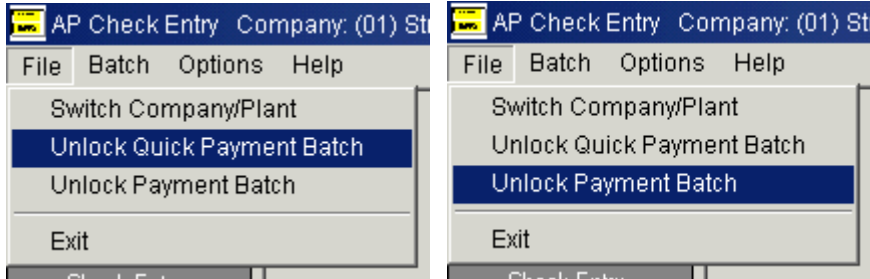 AP Check Entry Company: (01)
File Batch Options Help
Switch Company/Plant
Unlock Quick Payment Batch
Unlock Payment Batch
Exit
AP Check Entry Company: (01)
File Batch Options Help
Switch Company/Plant
Unlock Quick Payment Batch
Unlock Payment Batch
Exit